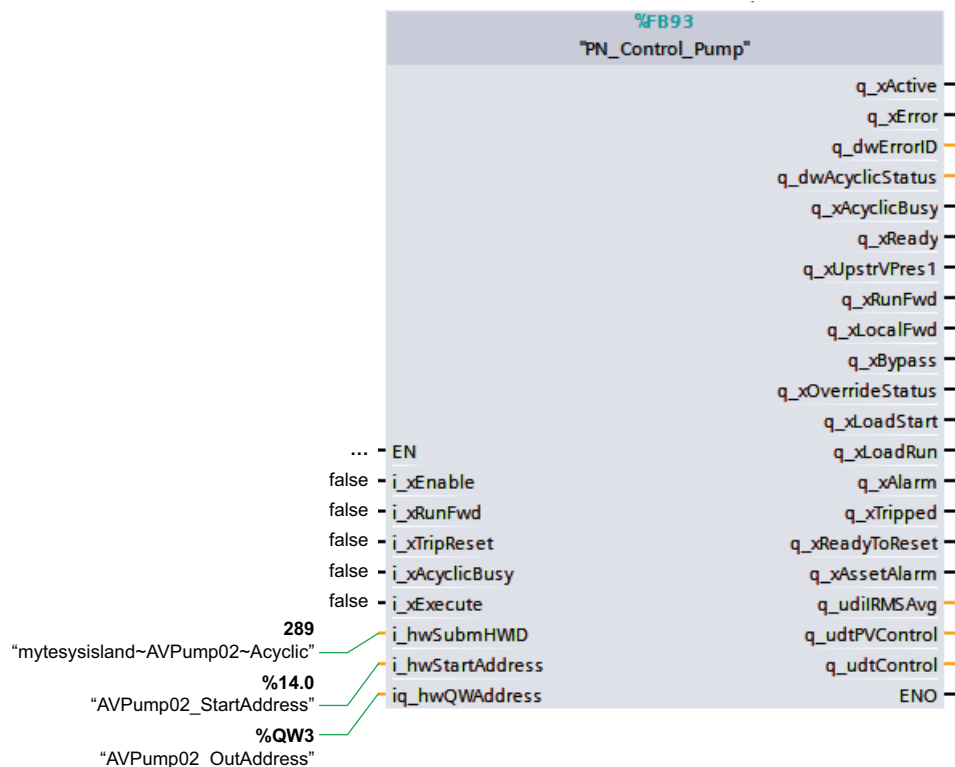 %FB93
"PN_Control_Pump"
q_xActive
q_xError
q_dwErrorID
q_dwAcyclicStatus
q_xAcyclicBusy
q_xReady
q_xUpstrVPres1
q_xRunFwd
q_xLocalFwd
q_xBypass
q_xOverrideStatus
q_xLoadStart
... EN q_xLoadRun
false i_xEnable q_xAlarm
false i_xRunFwd q_xTripped
false i_xTripReset q_xReadyToReset
false i_xAcyclicBusy q_xAssetAlarm
false i_xExecute q_udiIRMSAvg
289 i_hwSubmHWID q_udtPVControl
“mytesysisland~AVPump02~Acyclic”
i_hwStartAddress q_udtControl
%14.0
“AVPump02_StartAddress”
iq_hwQWAddress ENO
%QW3
“AVPump02_OutAddress”